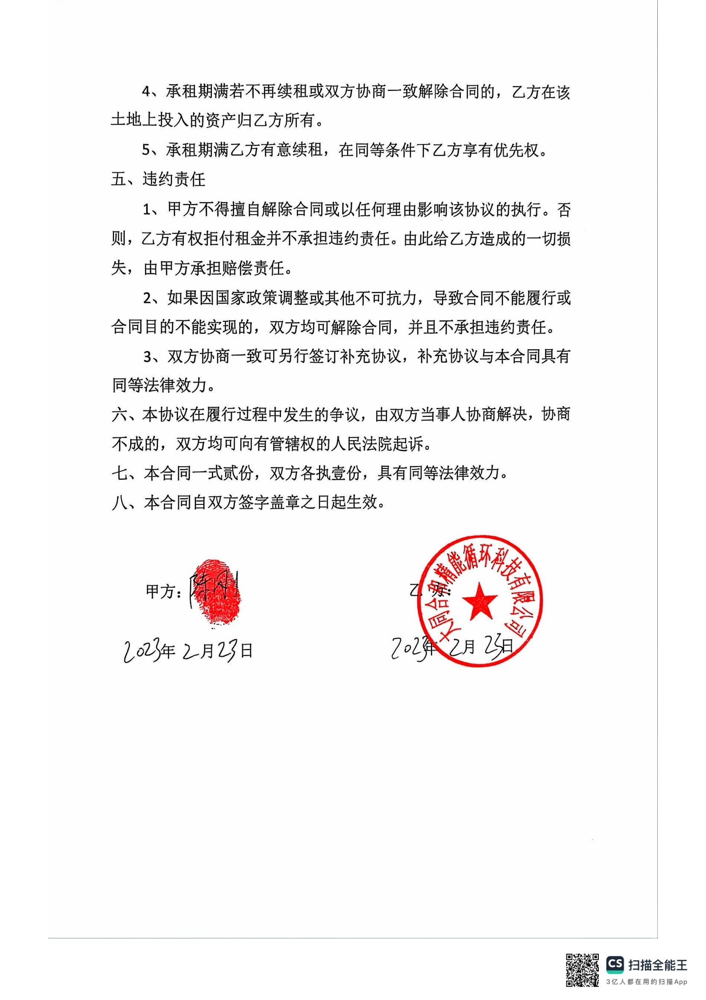 4、承租期满若不再续租或双方协商一致解除合同的，乙方在该
土地上投入的资产归乙方所有。
5、承租期满乙方有意续租，在同等条件下乙方享有优先权。
五、违约责任
1、甲方不得擅自解除合同或以任何理由影响该协议的执行。否
则，乙方有权拒付租金并不承担违约责任。由此给乙方造成的一切损
失，由甲方承担赔偿责任。
2、如果因国家政策调整或其他不可抗力，导致合同不能履行或
合同目的不能实现的，双方均可解除合同，并且不承担违约责任。
3、双方协商一致可另行签订补充协议，补充协议与本合同具有
同等法律效力。
六、本协议在履行过程中发生的争议，由双方当事人协商解决，协商
不成的，双方均可向有管辖权的人民法院起诉。
七、本合同一式贰份，双方各执壹份，具有同等法律效力。
八、本合同自双方签字盖章之日起生效。
甲方：陈刚
乙方：
大同合 精能循环科技有限公司
2023年2月23日
2023年2月23日
CS 扫描全能王
3亿人都在用的扫描App